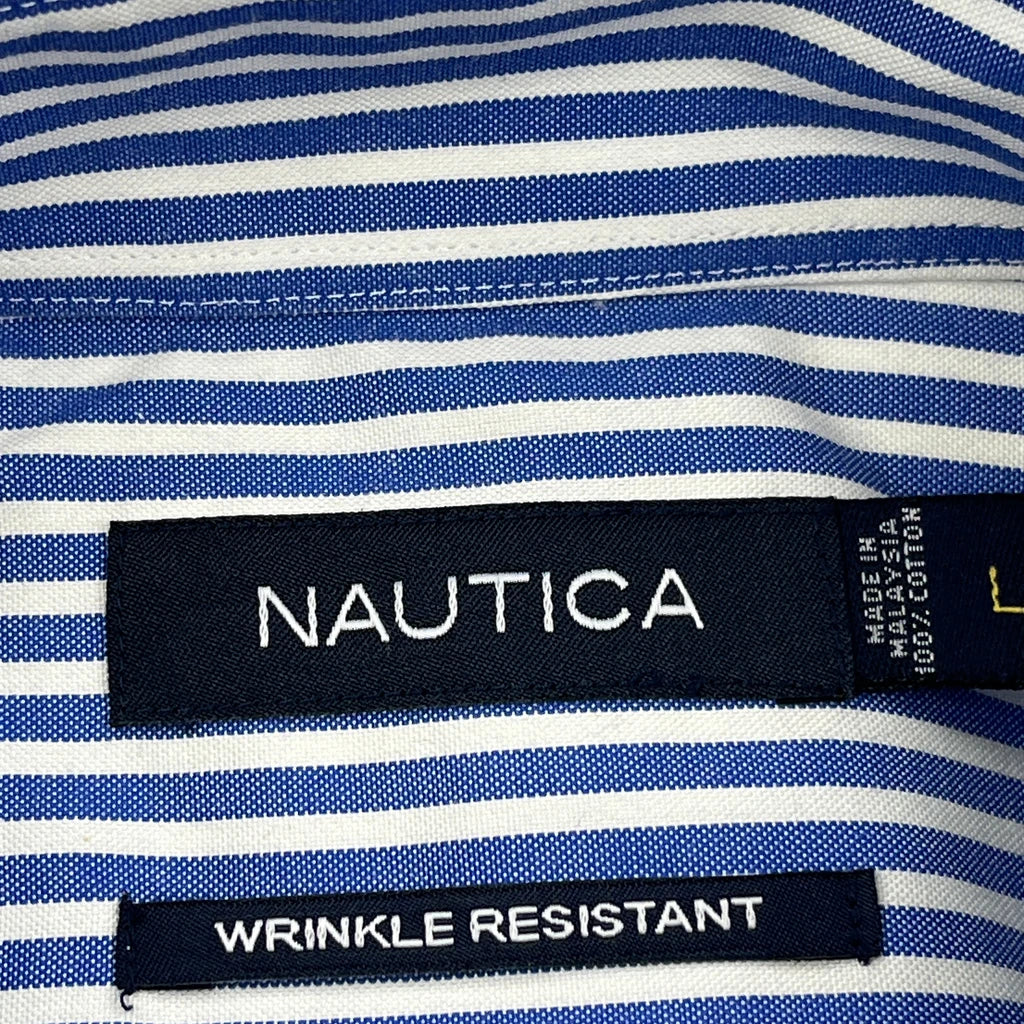 NAUTICA
MADE IN
MALAYSIA
100% COTTON
L
WRINKLE RESISTANT